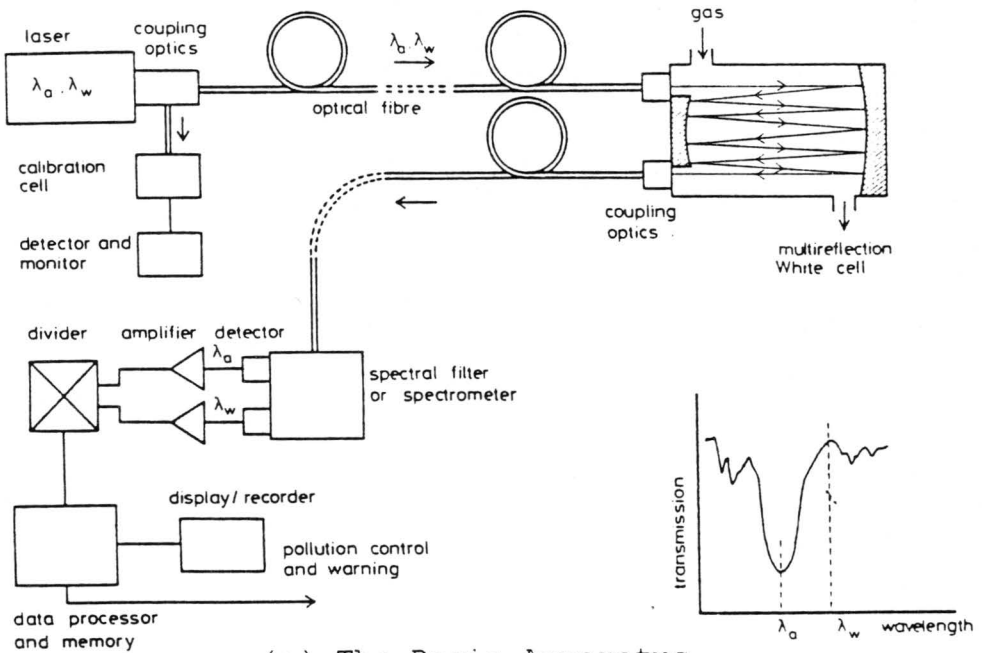 laser
λa. λw
coupling
optics
calibration
cell
detector and
monitor
λa. λw
optical fibre
gas
coupling
optics
multireflection
White cell
divider
amplifier
detector
λa
λw
spectral filter
or spectrometer
display/recorder
pollution control
and warning
data processor
and memory
transmission
λa
λw
wavelength
Apparatus